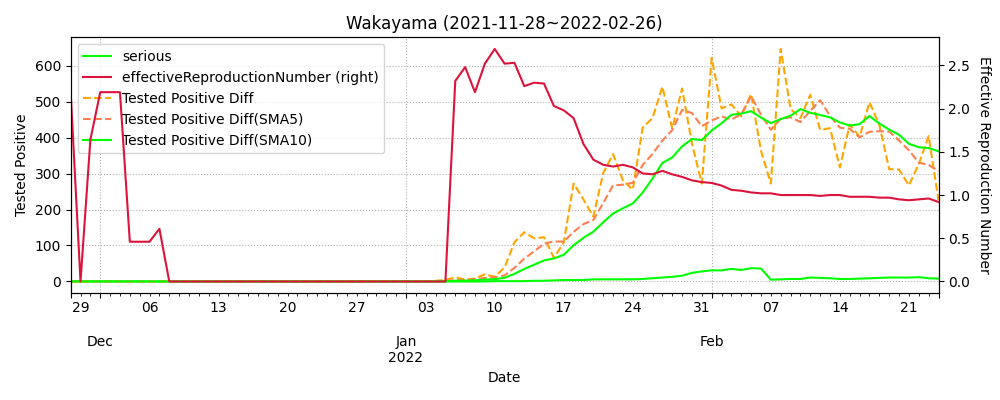 Wakayama (2021-11-28~2022-02-26)
Tested Positive
600
500
400
300
200
100
0
serious
effectiveReproductionNumber (right)
Tested Positive Diff
Tested Positive Diff(SMA5)
Tested Positive Diff(SMA10)
2.5
2.0
1.5
1.0
0.5
0.0
Effective Reproduction Number
29 06 13 20 27 03 10 17 24 31 07 14 21
Dec Jan Feb
2022
Date